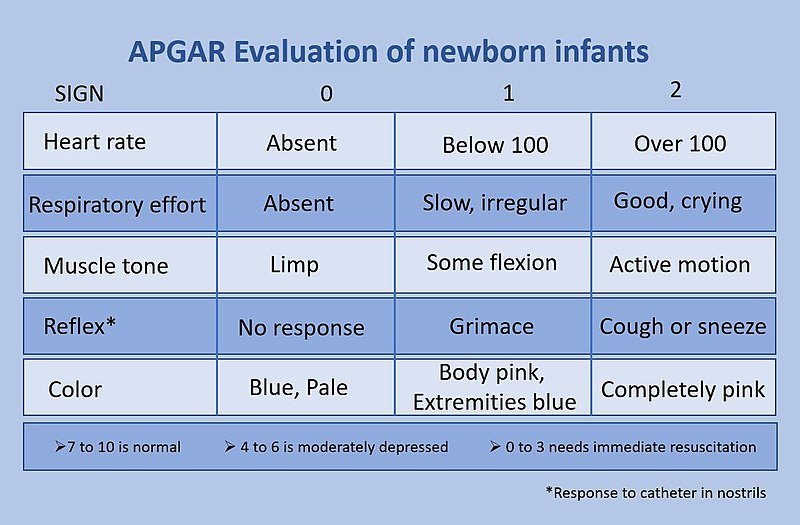 APGAR Evaluation of newborn infants
SIGN 0 1 2
Heart rate Absent Below 100 Over 100
Respiratory effort Absent Slow, irregular Good, crying
Muscle tone Limp Some flexion Active motion
Reflex* No response Grimace Cough or sneeze
Color Blue, Pale Body pink, Extremities blue Completely pink
➢7 to 10 is normal ➢ 4 to 6 is moderately depressed ➢ 0 to 3 needs immediate resuscitation
*Response to catheter in nostrils